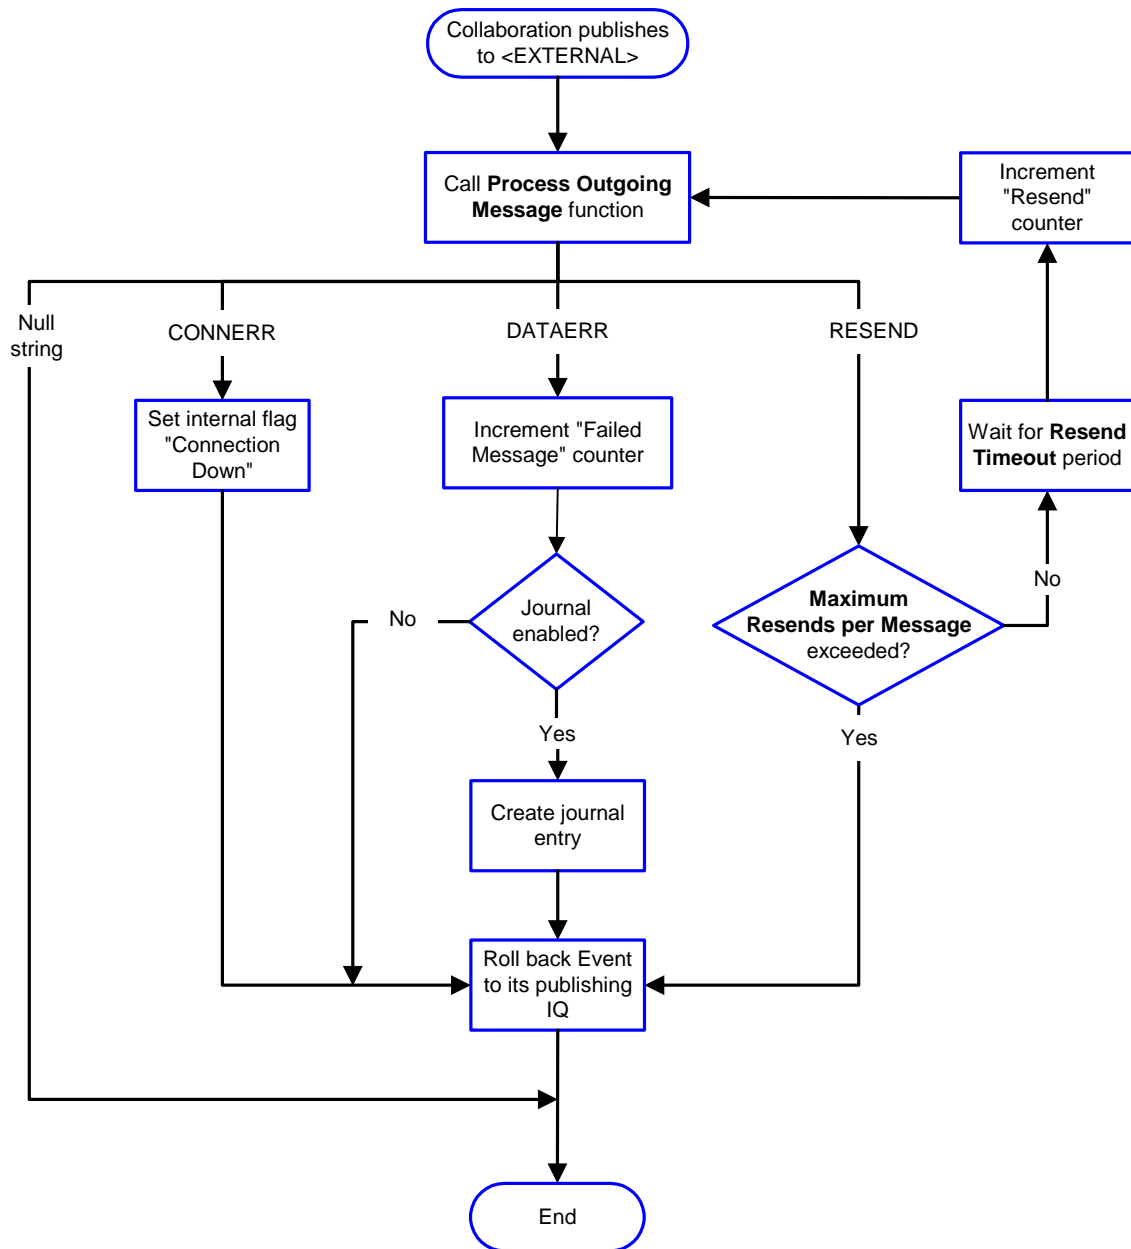 Collaboration publishes
to <EXTERNAL>
Call Process Outgoing
Message function
Increment
"Resend"
counter
Null
string
CONNERR
DATAERR
RESEND
Set internal flag
"Connection
Down"
Increment "Failed
Message" counter
Wait for Resend
Timeout period
No
Journal
enabled?
Maximum
Resends per Message
exceeded?
No
Yes
Yes
Create journal
entry
Roll back Event
to its publishing
IQ
End